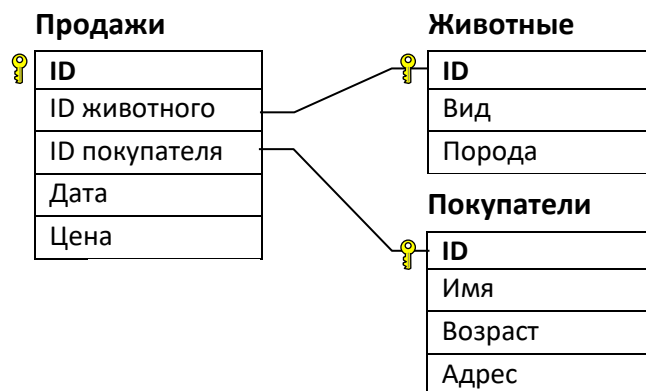 Продажи
ID
ID животного
ID покупателя
Дата
Цена
Животные
ID
Вид
Порода
Покупатели
ID
Имя
Возраст
Адрес